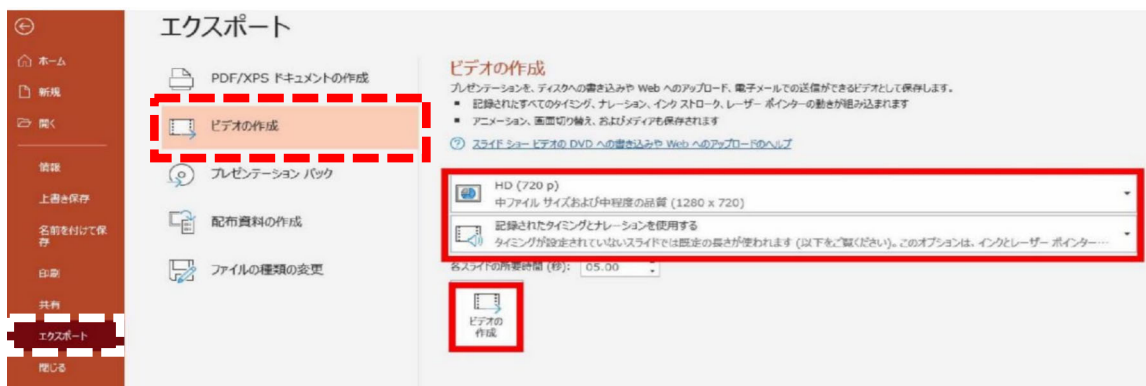 エクスポート
ホーム
新規
開く
情報
上書き保存
名前を付けて保
存
印刷
共有
エクスポート
閉じる
PDF/XPS ドキュメントの作成
ビデオの作成
プレゼンテーション パック
配布資料の作成
ファイルの種類の変更
ビデオの作成
プレゼンテーションを、ディスクへの書き込みや Web へのアップロード、電子メールでの送信ができるビデオとして保存します。
■ 記録されたすべてのタイミング、ナレーション、インク ストローク、レーザー ポインターの動きが組み込まれます
■ アニメーション、画面切り替え、およびメディアも保存されます
スライド ショー ビデオの DVD への書き込みや Web へのアップロードのヘルプ
HD (720 p)
中ファイル サイズおよび中程度の品質 (1280 x 720)
記録されたタイミングとナレーションを使用する
タイミングが設定されていないスライドでは既定の長さが使われます (以下をご覧ください)。このオプションは、インクとレーザー ポインター…
各スライドの所要時間 (秒): 05.00
ビデオの
作成